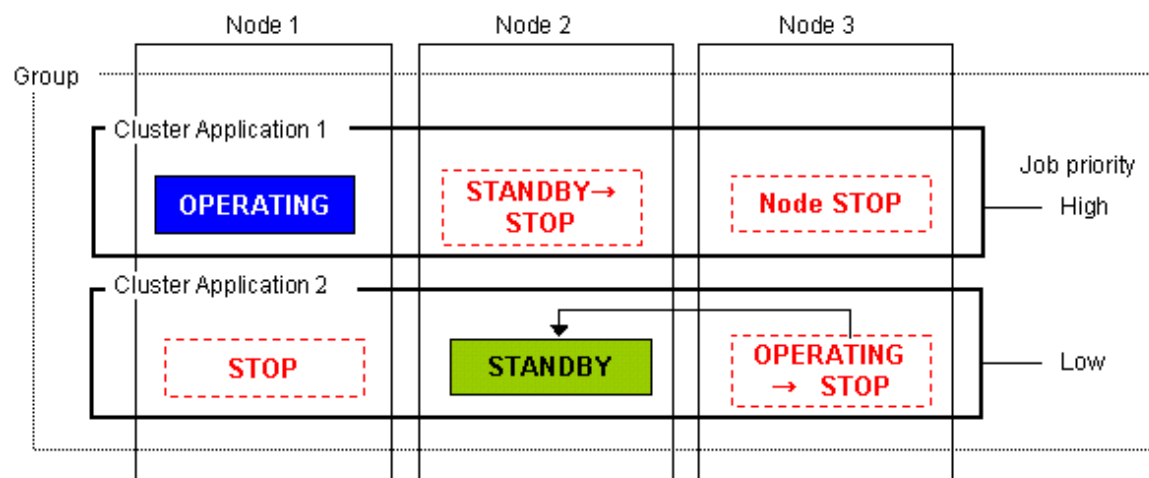 Node 1
Node 2
Node 3
Group
Cluster Application 1
Job priority
OPERATING
STANDBY→
STOP
Node STOP
High
Cluster Application 2
STOP
STANDBY
OPERATING
→ STOP
Low